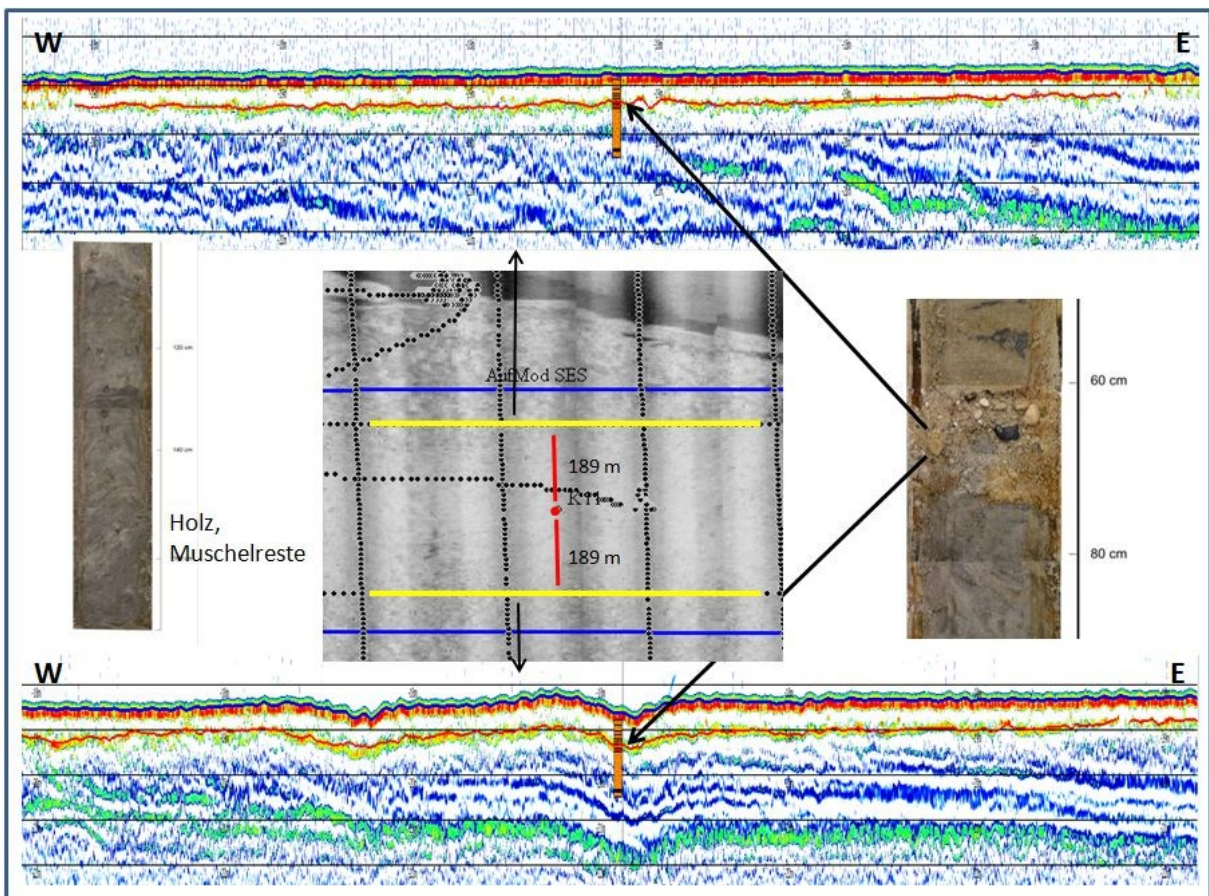 W
E
120 cm
140 cm
Holz,
Muschelreste
AufMod SES
189 m
189 m
60 cm
80 cm
W
E